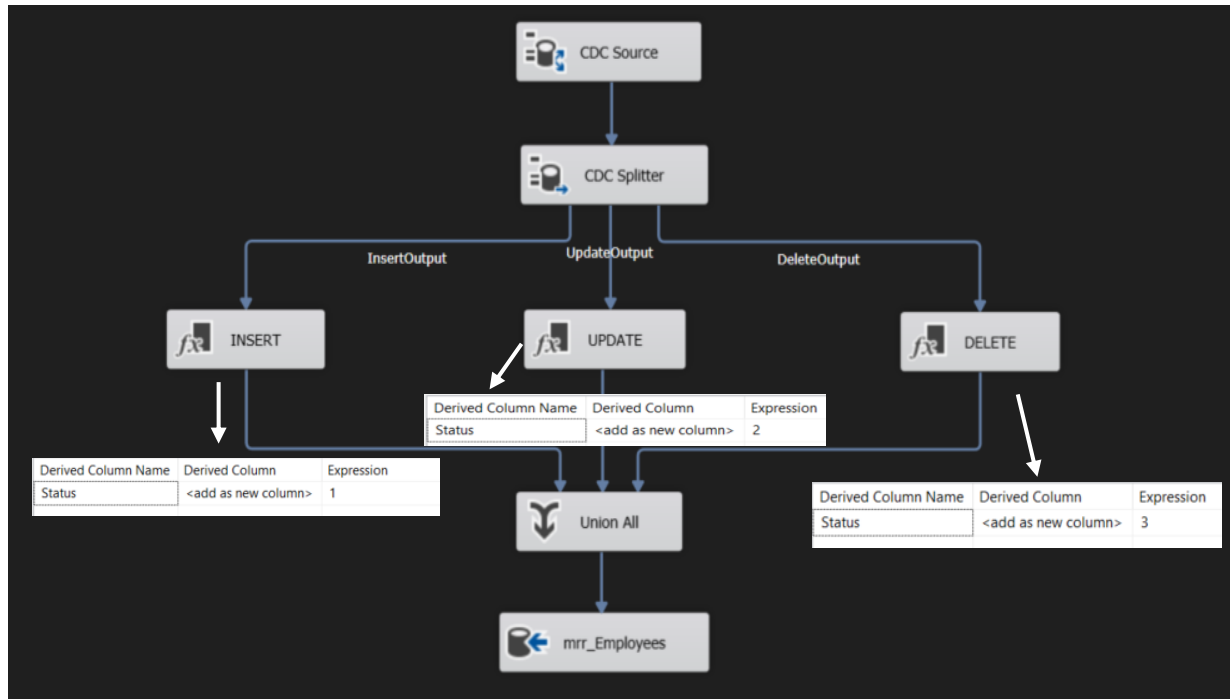 CDC Source
CDC Splitter
InsertOutput
UpdateOutput
DeleteOutput
INSERT
UPDATE
DELETE
Derived Column Name Derived Column Expression
Status <add as new column> 2
Derived Column Name Derived Column Expression
Status <add as new column> 1
Derived Column Name Derived Column Expression
Status <add as new column> 3
Union All
mrr_Employees